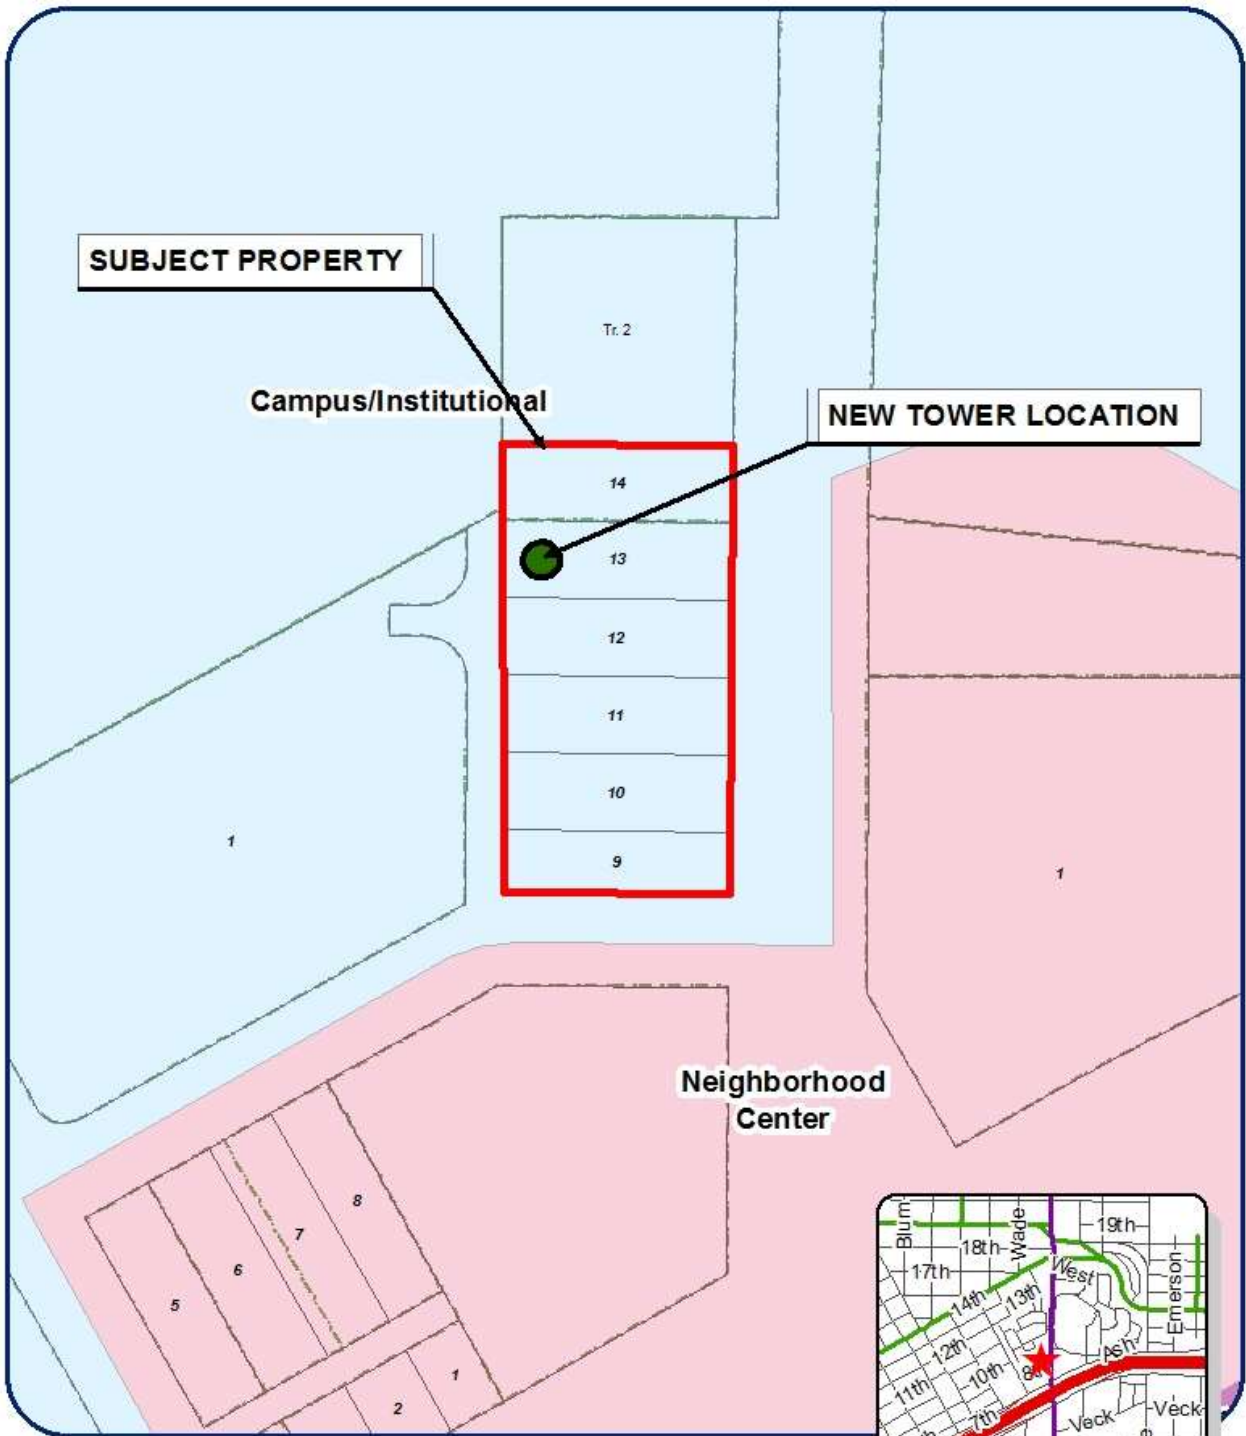 SUBJECT PROPERTY
Tr. 2
Campus/Institutional
NEW TOWER LOCATION
14
13
12
11
10
9
1
1
Neighborhood
Center
8
7
6
5
1
2
Blum
Wade
19th
18th
17th
West
Emerson
14th
13th
12th
Ash
10th
8th
11th
7th
Veck
Veck